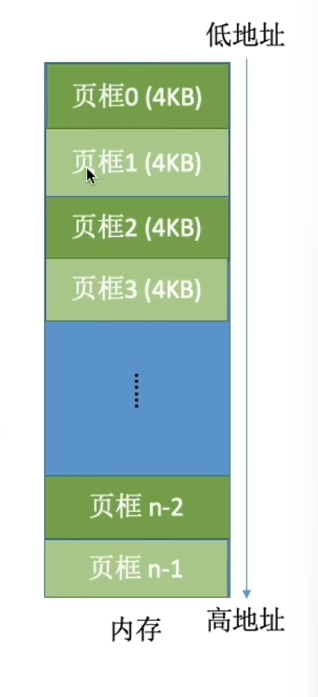 低地址
页框0 (4KB)
页框1 (4KB)
页框2 (4KB)
页框3 (4KB)
……
页框 n-2
页框 n-1
内存
高地址